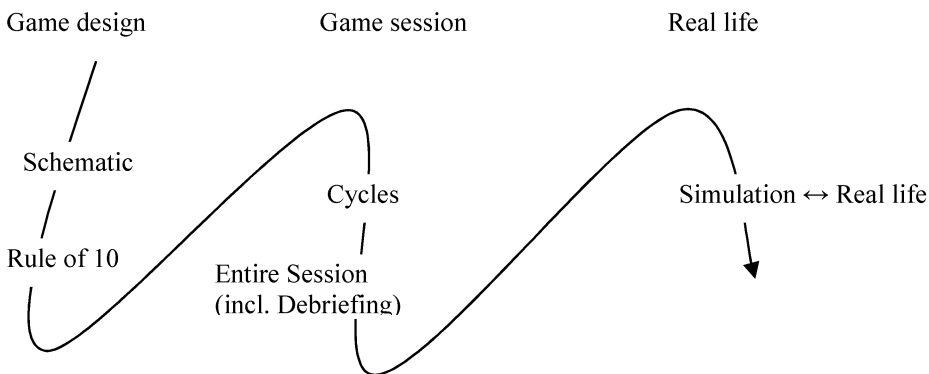 Game design
Game session
Real life
Schematic
Cycles
Simulation ↔ Real life
Rule of 10
Entire Session
(incl. Debriefing)